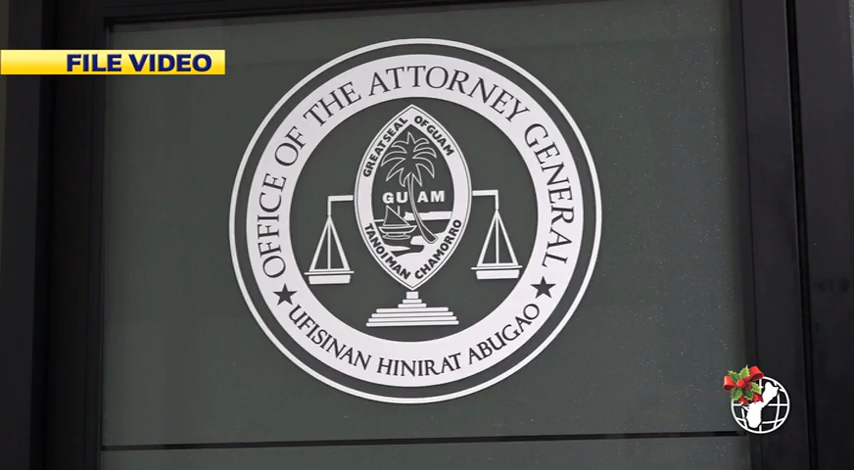 FILE VIDEO
OFFICE OF THE ATTORNEY GENERAL
GREAT SEAL OF GUAM
GUAM
TANO I MAN CHAMORRO
UFISINAN HINIRAT ABUGAO